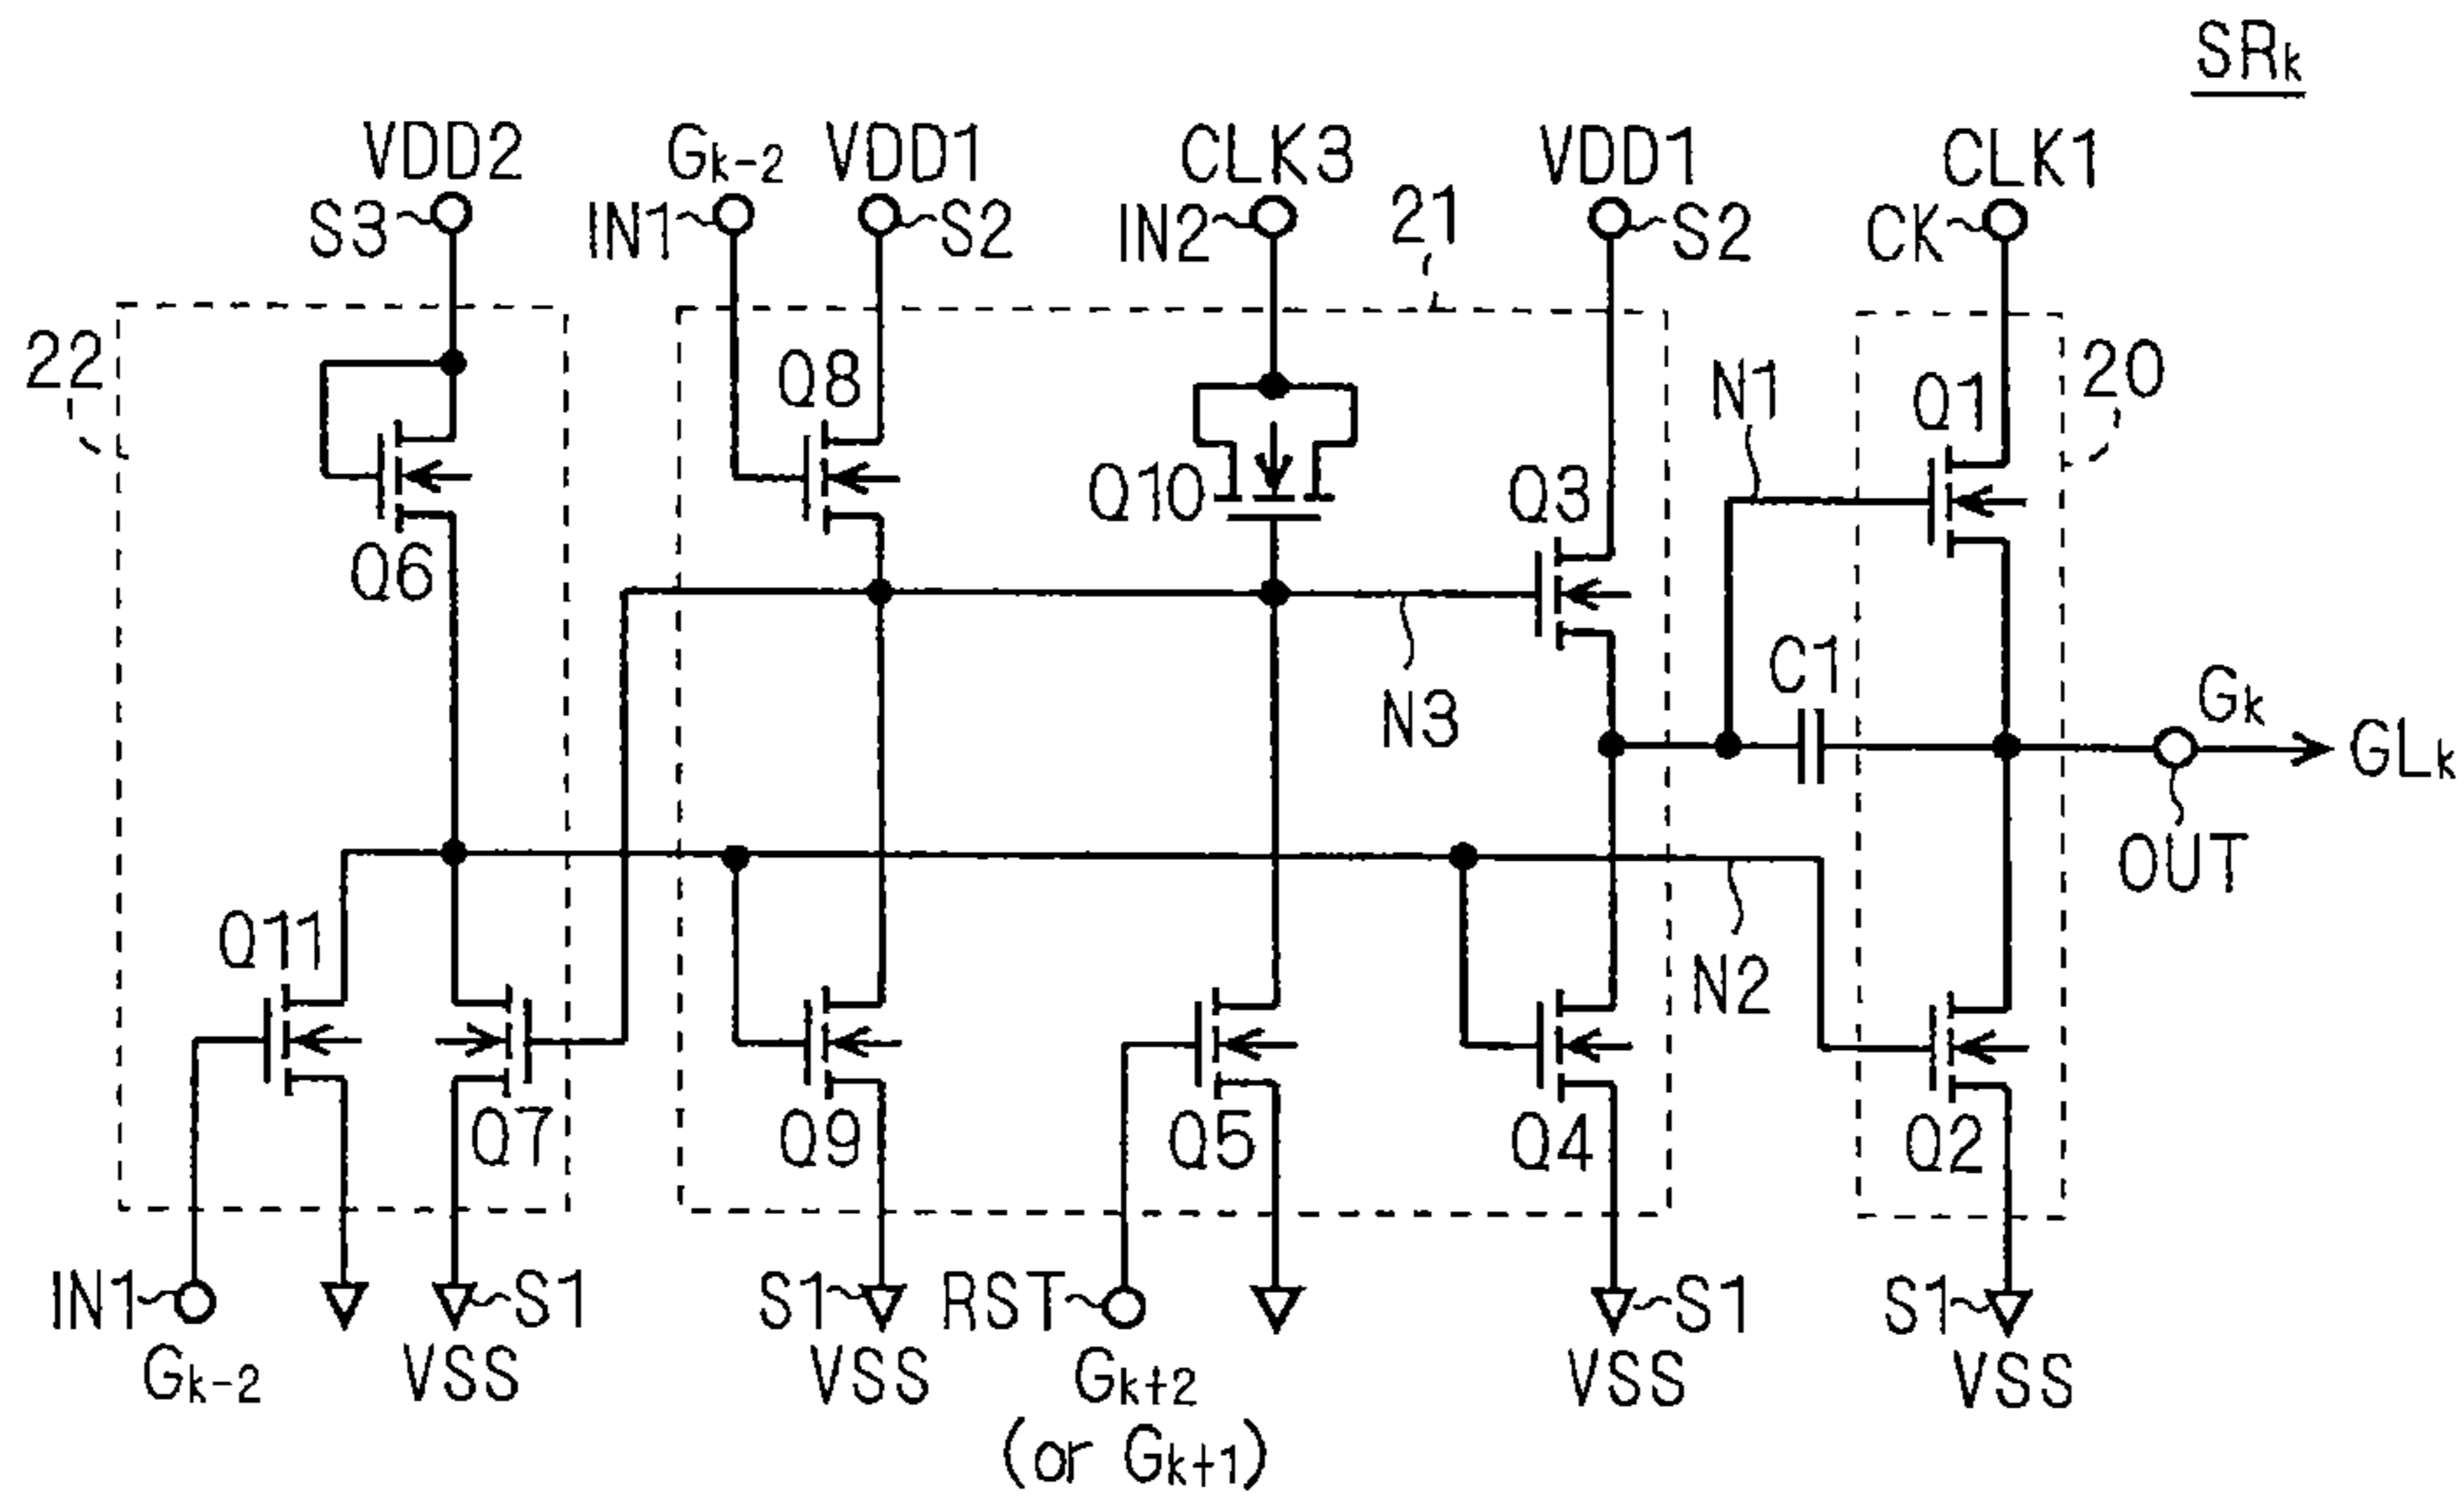 SRk
VDD2 Gk-2 VDD1 CLK3 VDD1 CLK1
S3 IN1 S2 IN2 21 S2 CK
22 Q8 N1 Q1 20
Q10 Q3
Q6
N3 C1 Gk GLk
OUT
Q11 N2
Q7 Q9 Q5 Q4 Q2
IN1 S1 S1 RST S1 S1
Gk-2 VSS VSS Gk+2 VSS VSS
(or Gk+1)